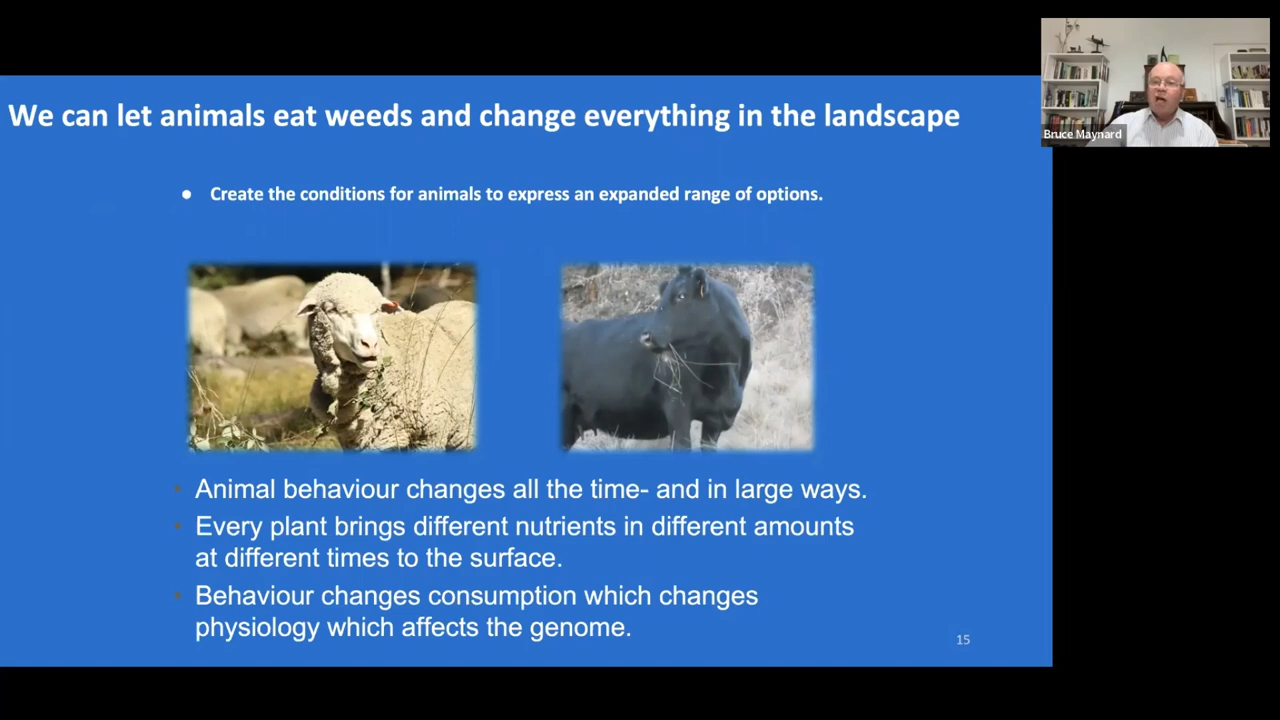 We can let animals eat weeds and change everything in the landscape
Bruce Maynard
● Create the conditions for animals to express an expanded range of options.
• Animal behaviour changes all the time- and in large ways.
• Every plant brings different nutrients in different amounts
at different times to the surface.
• Behaviour changes consumption which changes
physiology which affects the genome.
15